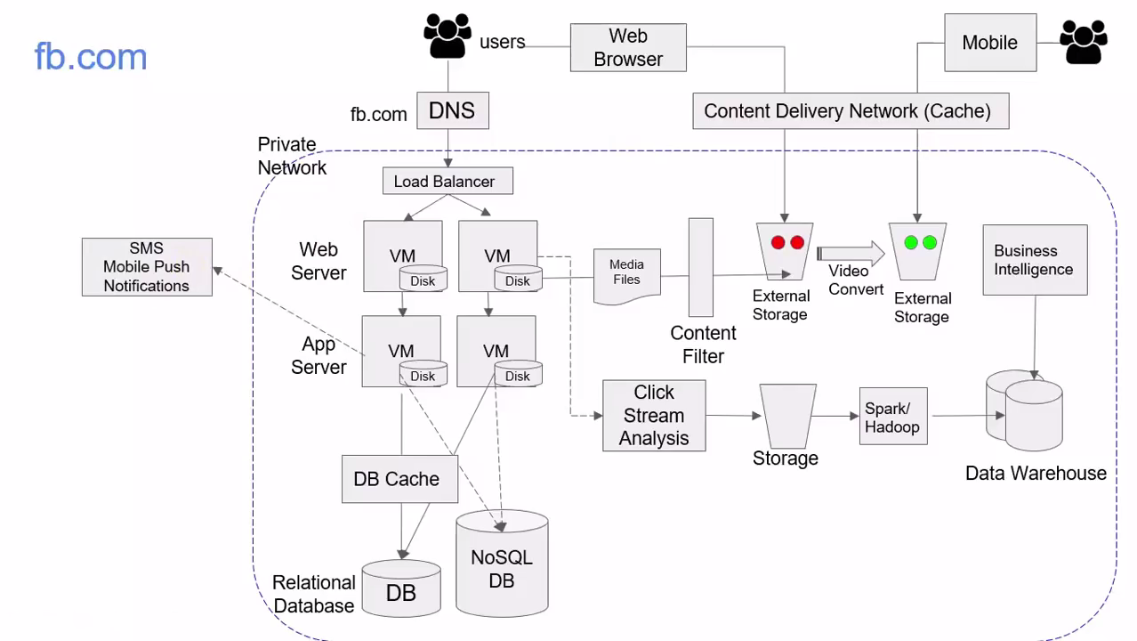 fb.com
users
Web
Browser
Mobile
fb.com
DNS
Content Delivery Network (Cache)
Private
Network
Load Balancer
SMS
Mobile Push
Notifications
Web
Server
VM
Disk
VM
Disk
Media
Files
Content
Filter
External
Storage
Video
Convert
External
Storage
Business
Intelligence
App
Server
VM
Disk
VM
Disk
Click
Stream
Analysis
Storage
Spark/
Hadoop
Data Warehouse
DB Cache
Relational
Database
DB
NoSQL
DB